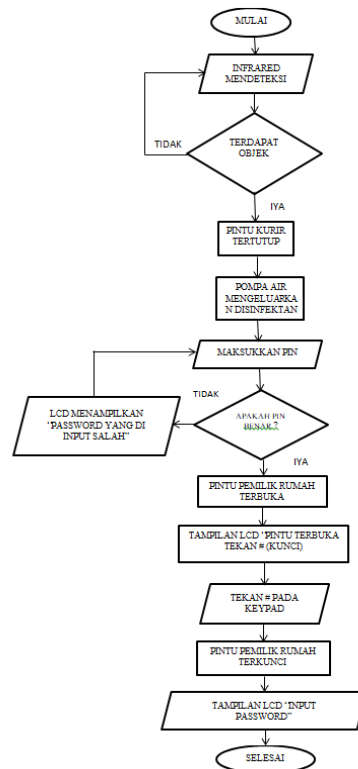 MULAI
INFRARED
MENDETEKSI
TERDAPAT
OBJEK
TIDAK
IYA
PINTU KURIR
TERTUTUP
POMPA AIR
MENGELUARKA
N DISINFEKTAN
MAKSUKKAN PIN
TIDAK
LCD MENAMPILKAN
"PASSWORD YANG DI
INPUT SALAH"
APAKAH PIN
BENAR ?
IYA
PINTU PEMILIK RUMAH
TERBUKA
TAMPILAN LCD "PINTU TERBUKA
TEKAN # (KUNCI)
TEKAN # PADA
KEYPAD
PINTU PEMILIK RUMAH
TERKUNCI
TAMPILAN LCD "INPUT
PASSWORD"
SELESAI